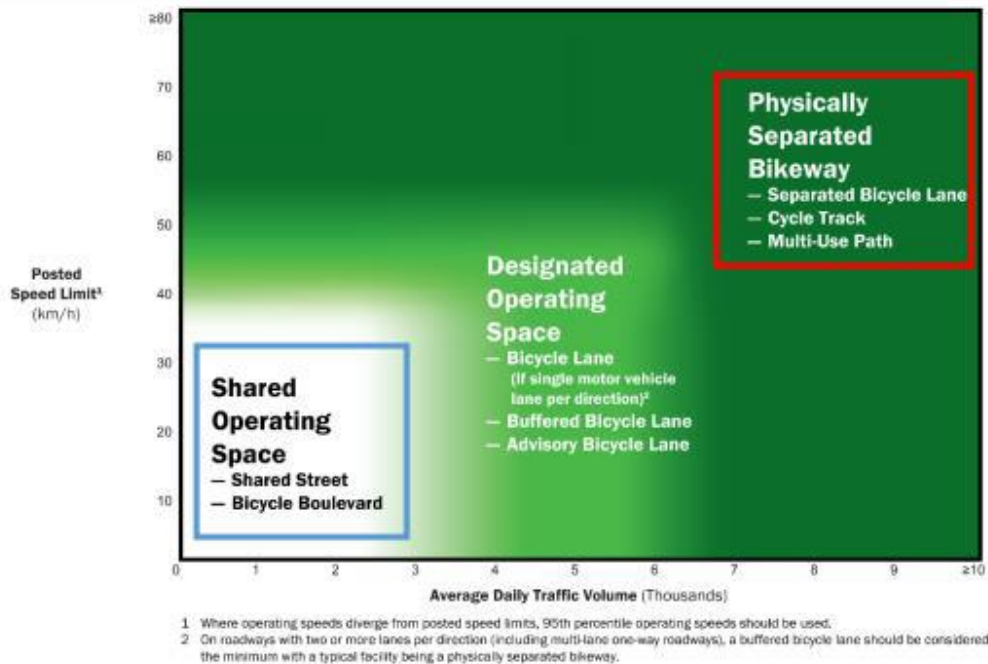 ≥80
70
60
50
40
30
20
10
Posted
Speed Limit¹
(km/h)
Physically
Separated
Bikeway
— Separated Bicycle Lane
— Cycle Track
— Multi-Use Path
Designated
Operating
Space
— Bicycle Lane
(If single motor vehicle
lane per direction)²
— Buffered Bicycle Lane
— Advisory Bicycle Lane
Shared
Operating
Space
— Shared Street
— Bicycle Boulevard
0 1 2 3 4 5 6 7 8 9 ≥10
Average Daily Traffic Volume (Thousands)
1 Where operating speeds diverge from posted speed limits, 95th percentile operating speeds should be used.
2 On roadways with two or more lanes per direction (including multi-lane one-way roadways), a buffered bicycle lane should be considered
the minimum with a typical facility being a physically separated bikeway.